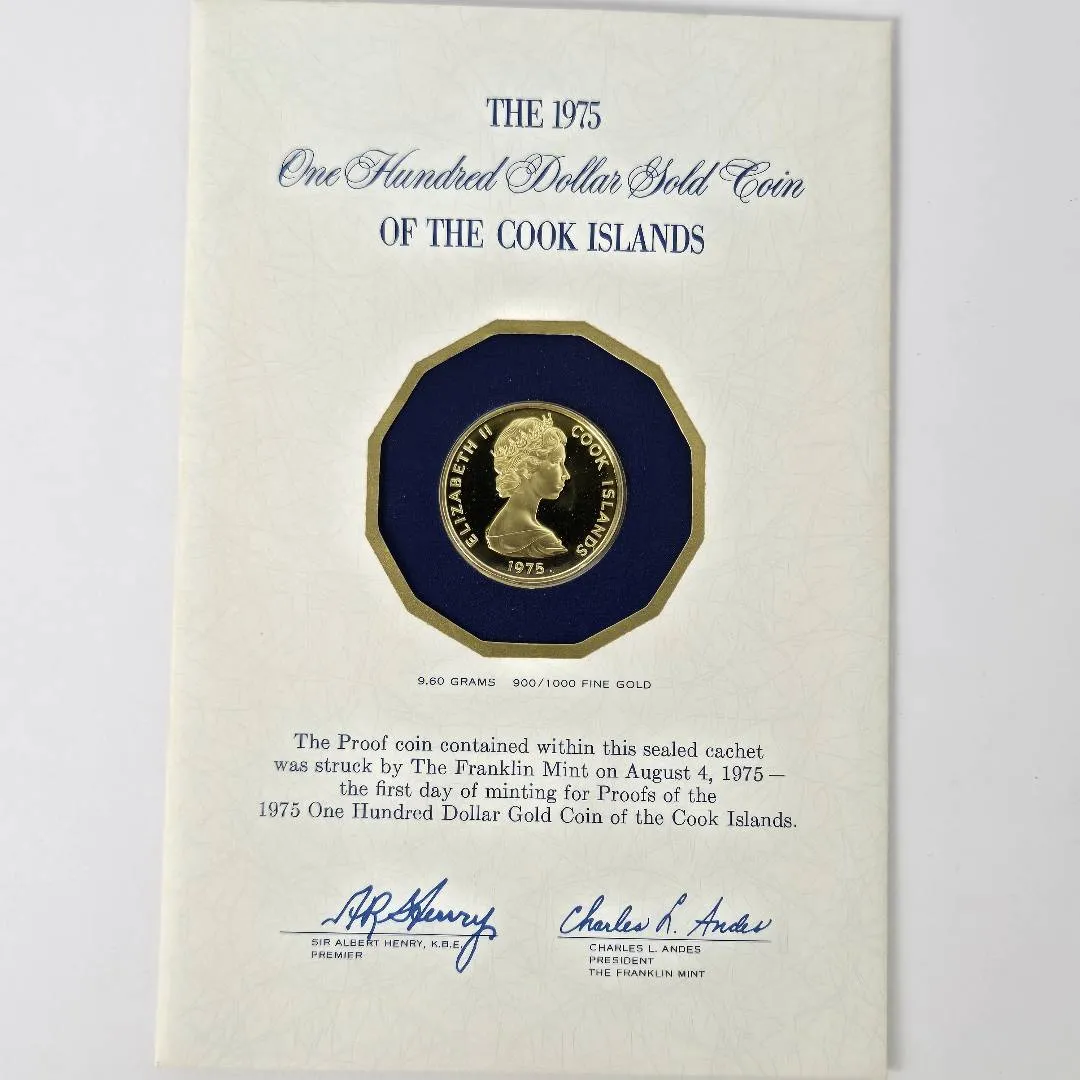 THE 1975
One Hundred Dollar Gold Coin
OF THE COOK ISLANDS
ELIZABETH II
COOK ISLANDS
1975
9.60 GRAMS 900/1000 FINE GOLD
The Proof coin contained within this sealed cachet
was struck by The Franklin Mint on August 4, 1975—
the first day of minting for Proofs of the
1975 One Hundred Dollar Gold Coin of the Cook Islands.
AR Henry
SIR ALBERT HENRY, K.B.E.
PREMIER
Charles L. Andes
CHARLES L. ANDES
PRESIDENT
THE FRANKLIN MINT